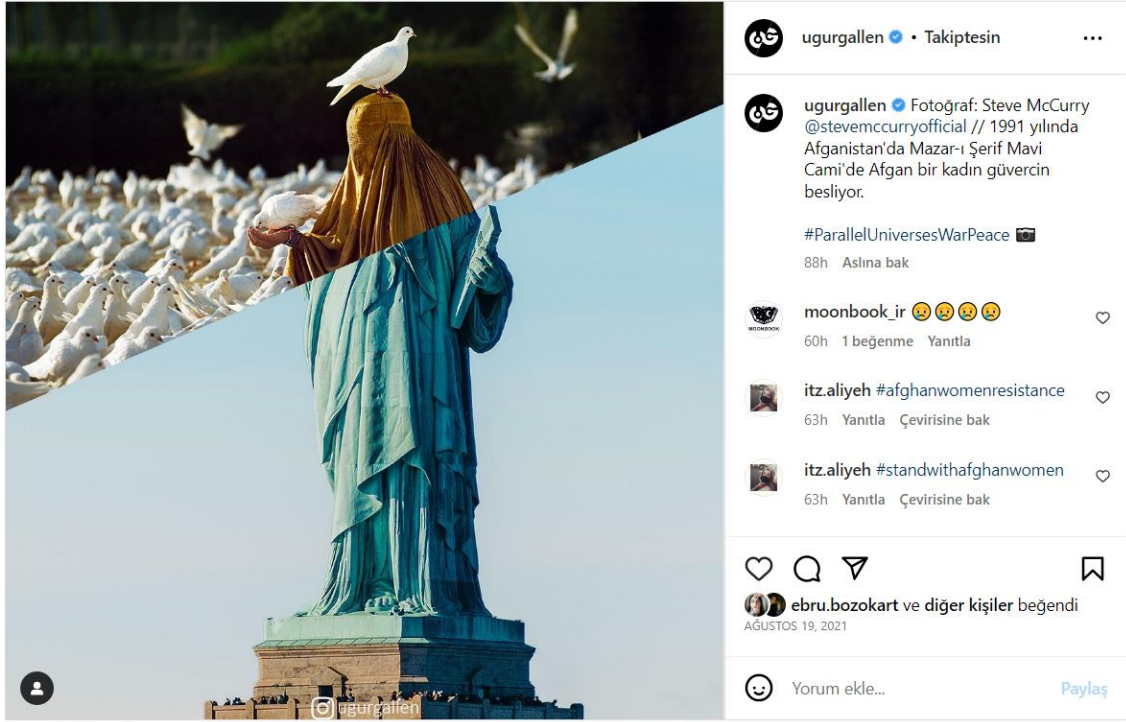 ugurgallen • Takiptesin
ugurgallen Fotoğraf: Steve McCurry
@stevemccurryofficial // 1991 yılında
Afganistan'da Mazar-ı Şerif Mavi
Cami'de Afgan bir kadın güvercin
besliyor.
#ParallelUniversesWarPeace 📷
88h Aslına bak
MOONBOOK
moonbook_ir 😢😢😢😢
60h 1 beğenme Yanıtla
itz.aliyeh #afghanwomenresistance
63h Yanıtla Çevirisine bak
itz.aliyeh #standwithafghanwomen
63h Yanıtla Çevirisine bak
ebru.bozokart ve diğer kişiler beğendi
AĞUSTOS 19, 2021
Yorum ekle... Paylaş
ugurgallen